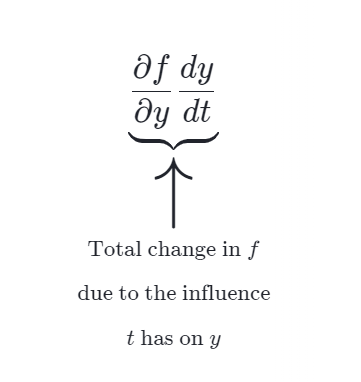 ∂f/∂y dy/dt
Total change in f
due to the influence
t has on y